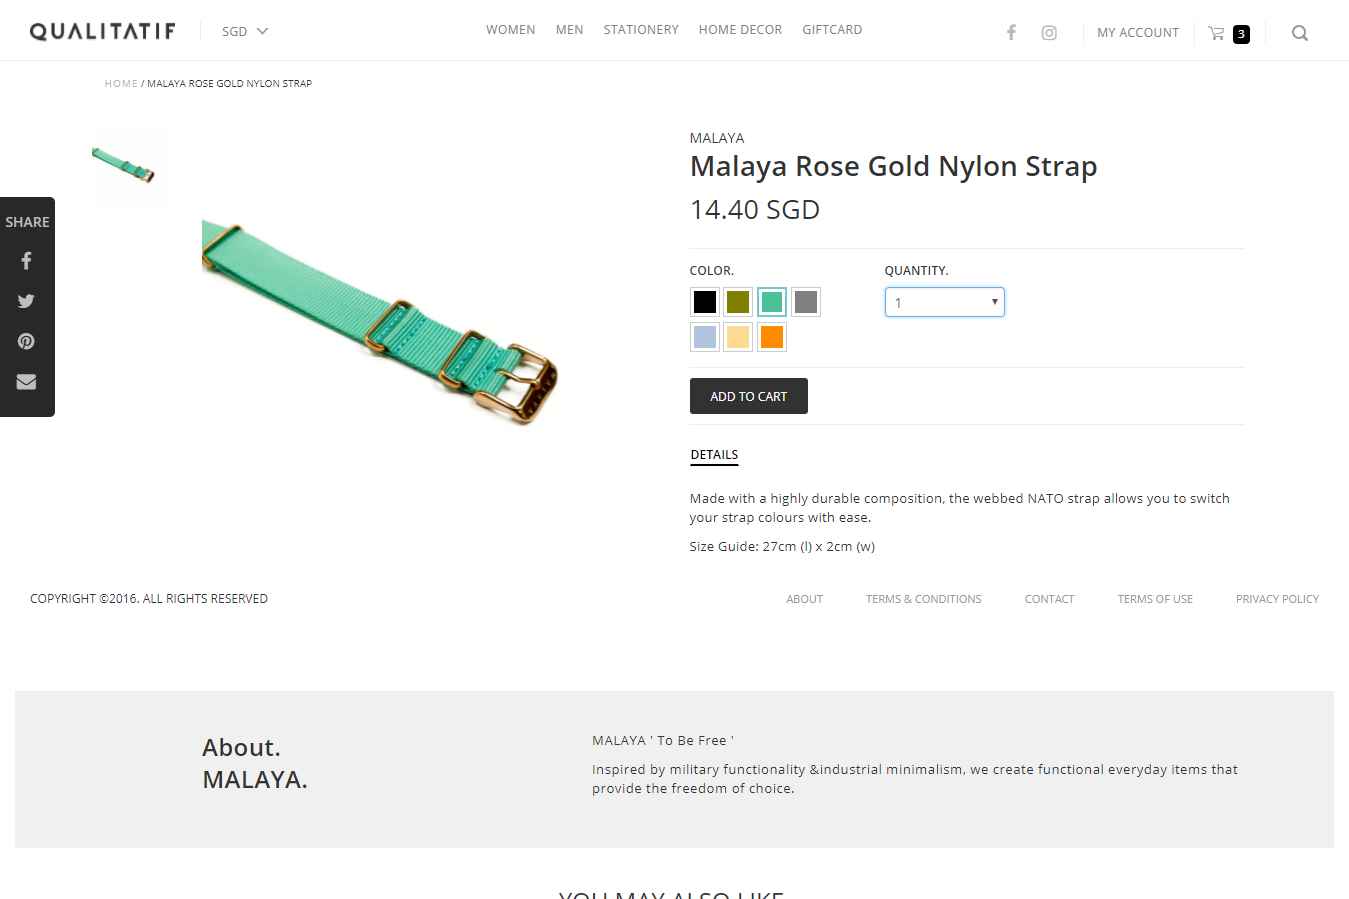 QUALITATIF
SGD
WOMEN MEN STATIONERY HOME DECOR GIFTCARD
MY ACCOUNT
3
HOME / MALAYA ROSE GOLD NYLON STRAP
SHARE
MALAYA
Malaya Rose Gold Nylon Strap
14.40 SGD
COLOR.
QUANTITY.
1
ADD TO CART
DETAILS
Made with a highly durable composition, the webbed NATO strap allows you to switch
your strap colours with ease.
Size Guide: 27cm (l) x 2cm (w)
COPYRIGHT ©2016. ALL RIGHTS RESERVED
ABOUT TERMS & CONDITIONS CONTACT TERMS OF USE PRIVACY POLICY
About.
MALAYA.
MALAYA ' To Be Free '
Inspired by military functionality &industrial minimalism, we create functional everyday items that
provide the freedom of choice.
YOU MAY ALSO LIKE